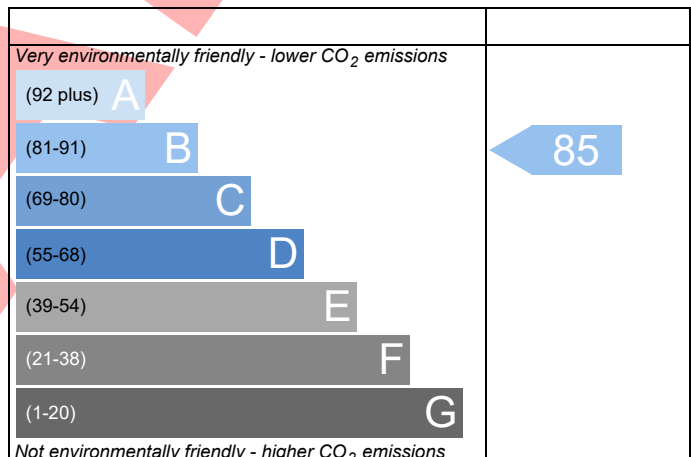 Very environmentally friendly - lower CO2 emissions
(92 plus) A
(81-91) B
85
(69-80) C
(55-68) D
(39-54) E
(21-38) F
(1-20) G
Not environmentally friendly - higher CO2 emissions